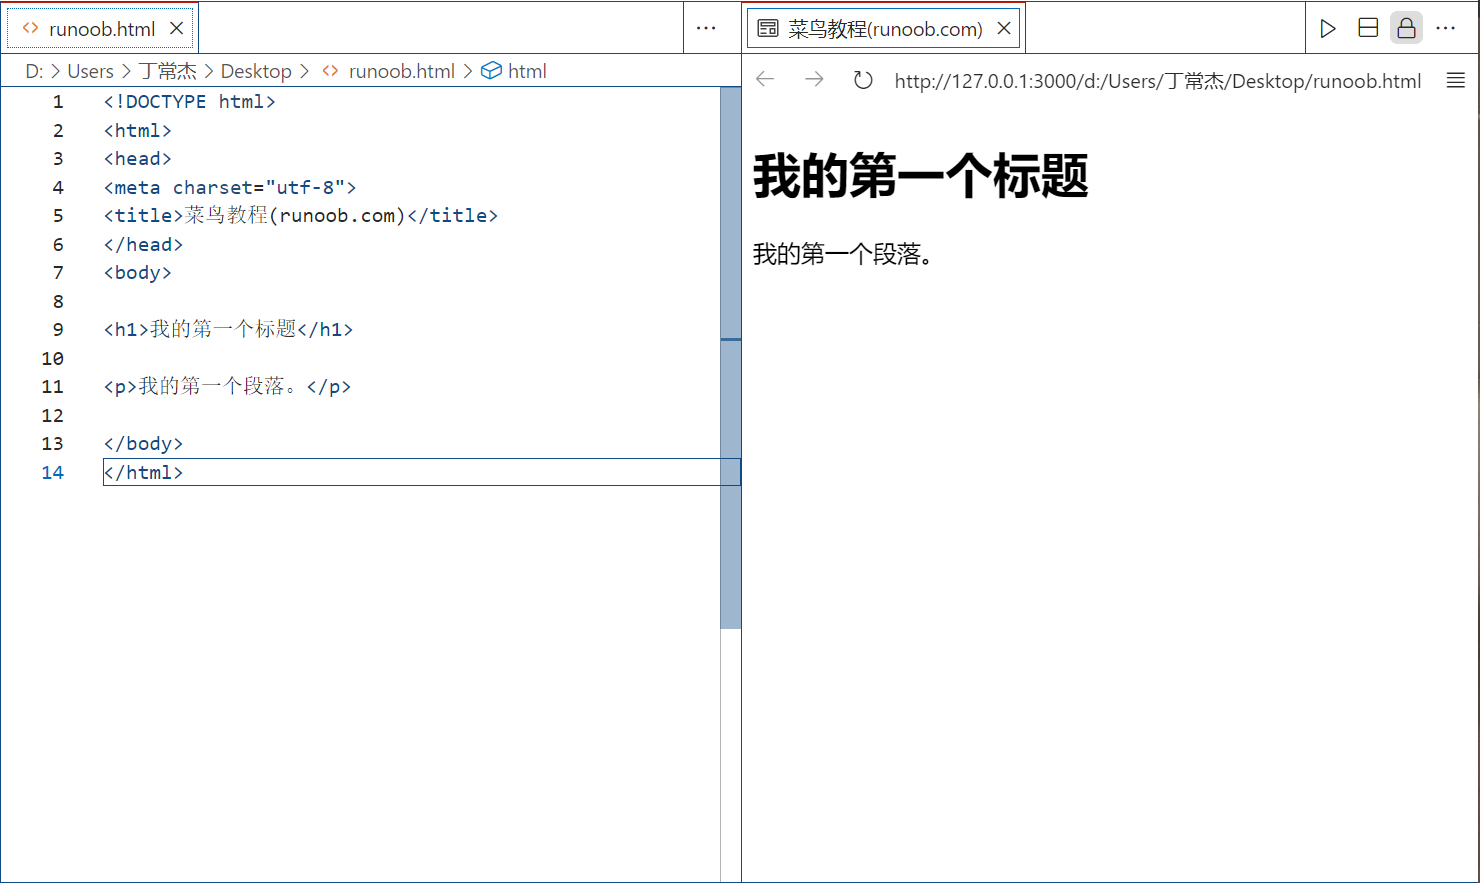 runoob.html
D: > Users > 丁常杰 > Desktop > <> runoob.html > html
1 <!DOCTYPE html>
2 <html>
3 <head>
4 <meta charset="utf-8">
5 <title>菜鸟教程(runoob.com)</title>
6 </head>
7 <body>
8
9 <h1>我的第一个标题</h1>
10
11 <p>我的第一个段落。</p>
12
13 </body>
14 </html>
菜鸟教程(runoob.com)
http://127.0.0.1:3000/d:/Users/丁常杰/Desktop/runoob.html
我的第一个标题
我的第一个段落。